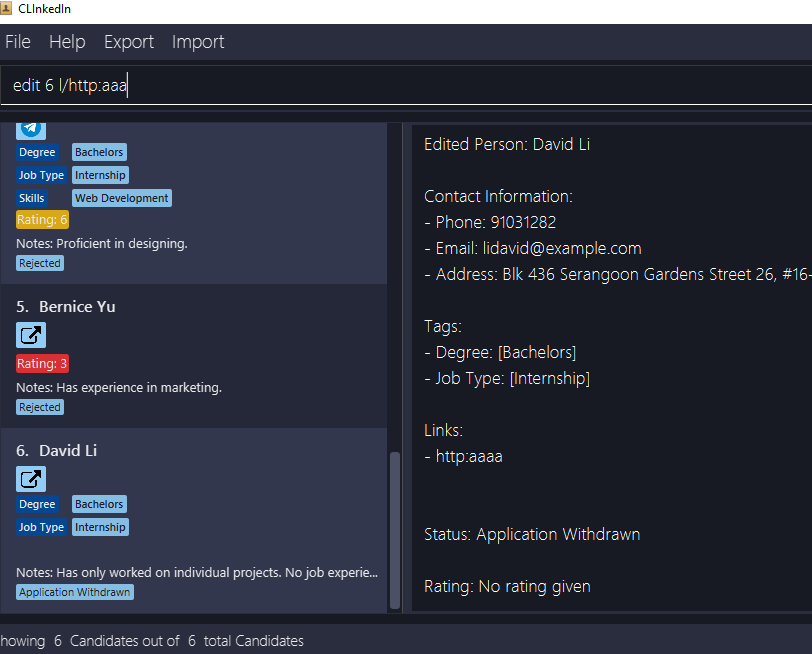 CLInkedIn
File Help Export Import
edit 6 l/http:aaa
Degree Bachelors
Job Type Internship
Skills Web Development
Rating: 6
Notes: Proficient in designing.
Rejected
5. Bernice Yu
Rating: 3
Notes: Has experience in marketing.
Rejected
6. David Li
Degree Bachelors
Job Type Internship
Notes: Has only worked on individual projects. No job experie...
Application Withdrawn
Edited Person: David Li
Contact Information:
- Phone: 91031282
- Email: lidavid@example.com
- Address: Blk 436 Serangoon Gardens Street 26, #16-
Tags:
- Degree: [Bachelors]
- Job Type: [Internship]
Links:
- http:aaaa
Status: Application Withdrawn
Rating: No rating given
howing 6 Candidates out of 6 total Candidates